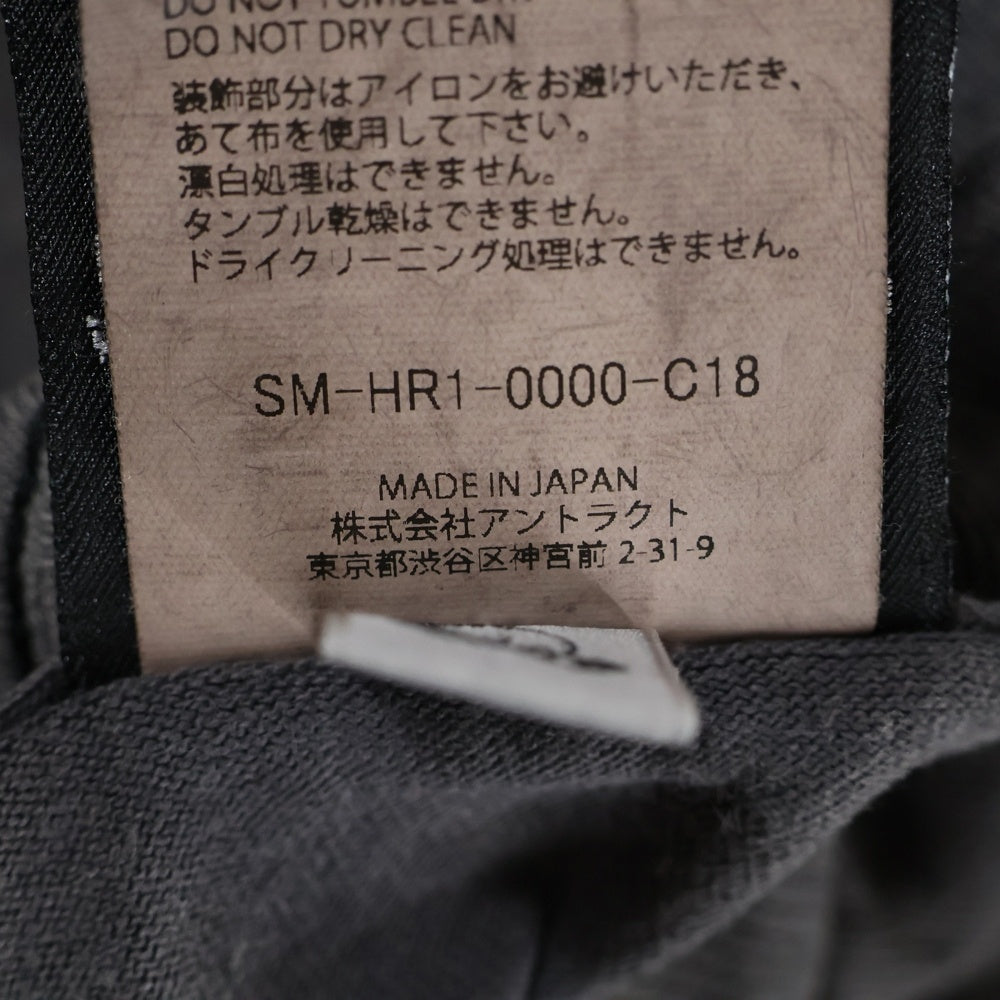 DO NOT TUMBLE DRY
DO NOT DRY CLEAN
装飾部分はアイロンをお避けいただき、
あて布を使用して下さい。
漂白処理はできません。
タンブル乾燥はできません。
ドライクリーニング処理はできません。
SM-HR1-0000-C18
MADE IN JAPAN
株式会社アントラクト
東京都渋谷区神宮前 2-31-9